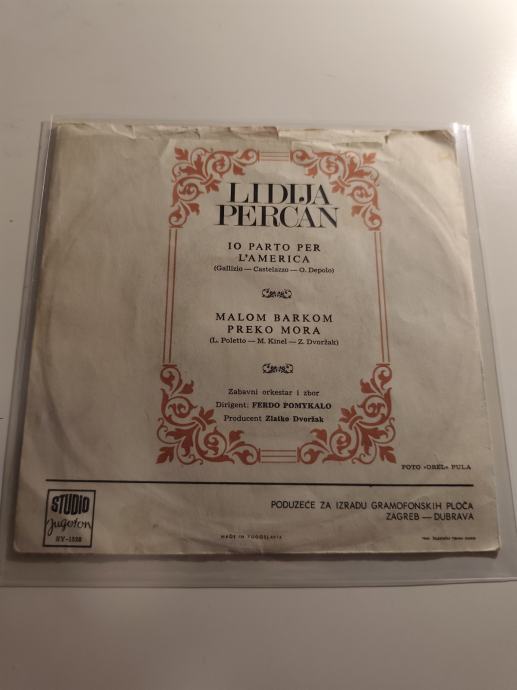 LIDIJA
PERCAN
IO PARTO PER
L'AMERICA
(Gallizio — Castelazzo — O. Depolo)
MALOM BARKOM
PREKO MORA
(L. Poletto — M. Kinel — Z. Dvoržak)
Zabavni orkestar i zbor
Dirigent: FERDO POMYKALO
Producent Zlatko Dvoržak
FOTO »OREL« PULA
STUDIO
jugoton
PODUZEĆE ZA IZRADU GRAMOFONSKIH PLOČA
ZAGREB — DUBRAVA
MADE IN YUGOSLAVIA